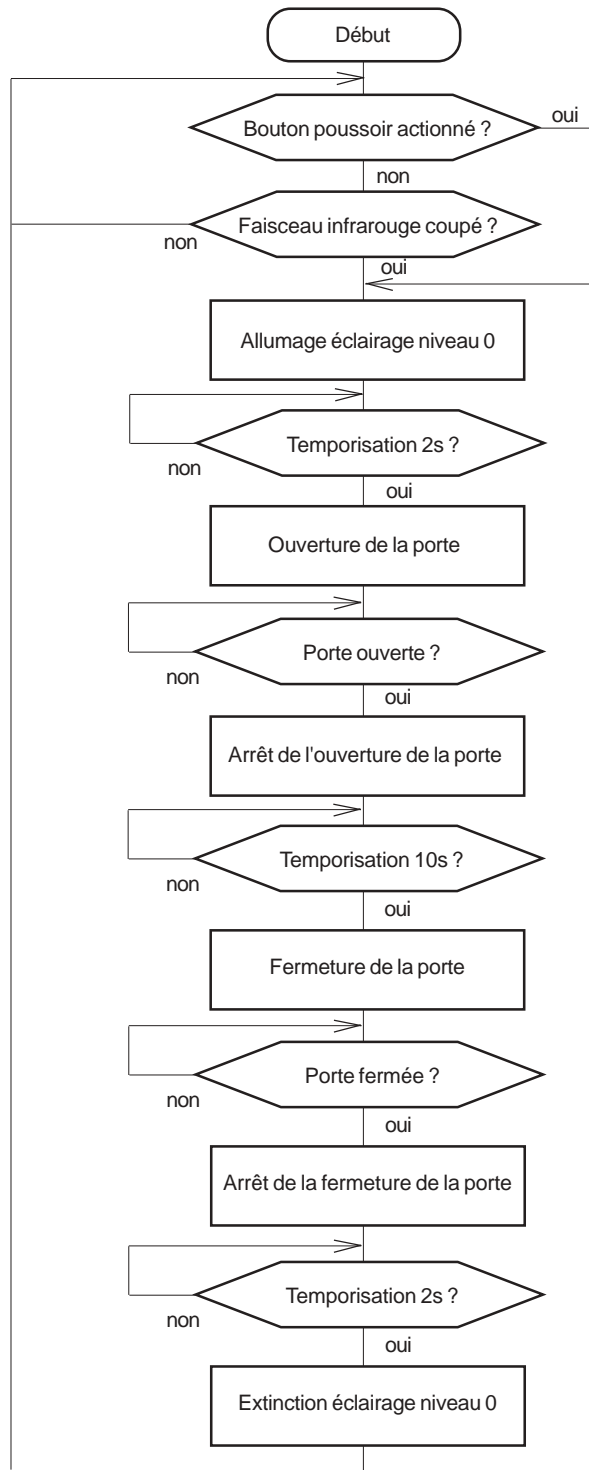 Début
Bouton poussoir actionné ?
oui
non
Faisceau infrarouge coupé ?
non
oui
Allumage éclairage niveau 0
Temporisation 2s ?
non
oui
Ouverture de la porte
Porte ouverte ?
non
oui
Arrêt de l'ouverture de la porte
Temporisation 10s ?
non
oui
Fermeture de la porte
Porte fermée ?
non
oui
Arrêt de la fermeture de la porte
Temporisation 2s ?
non
oui
Extinction éclairage niveau 0